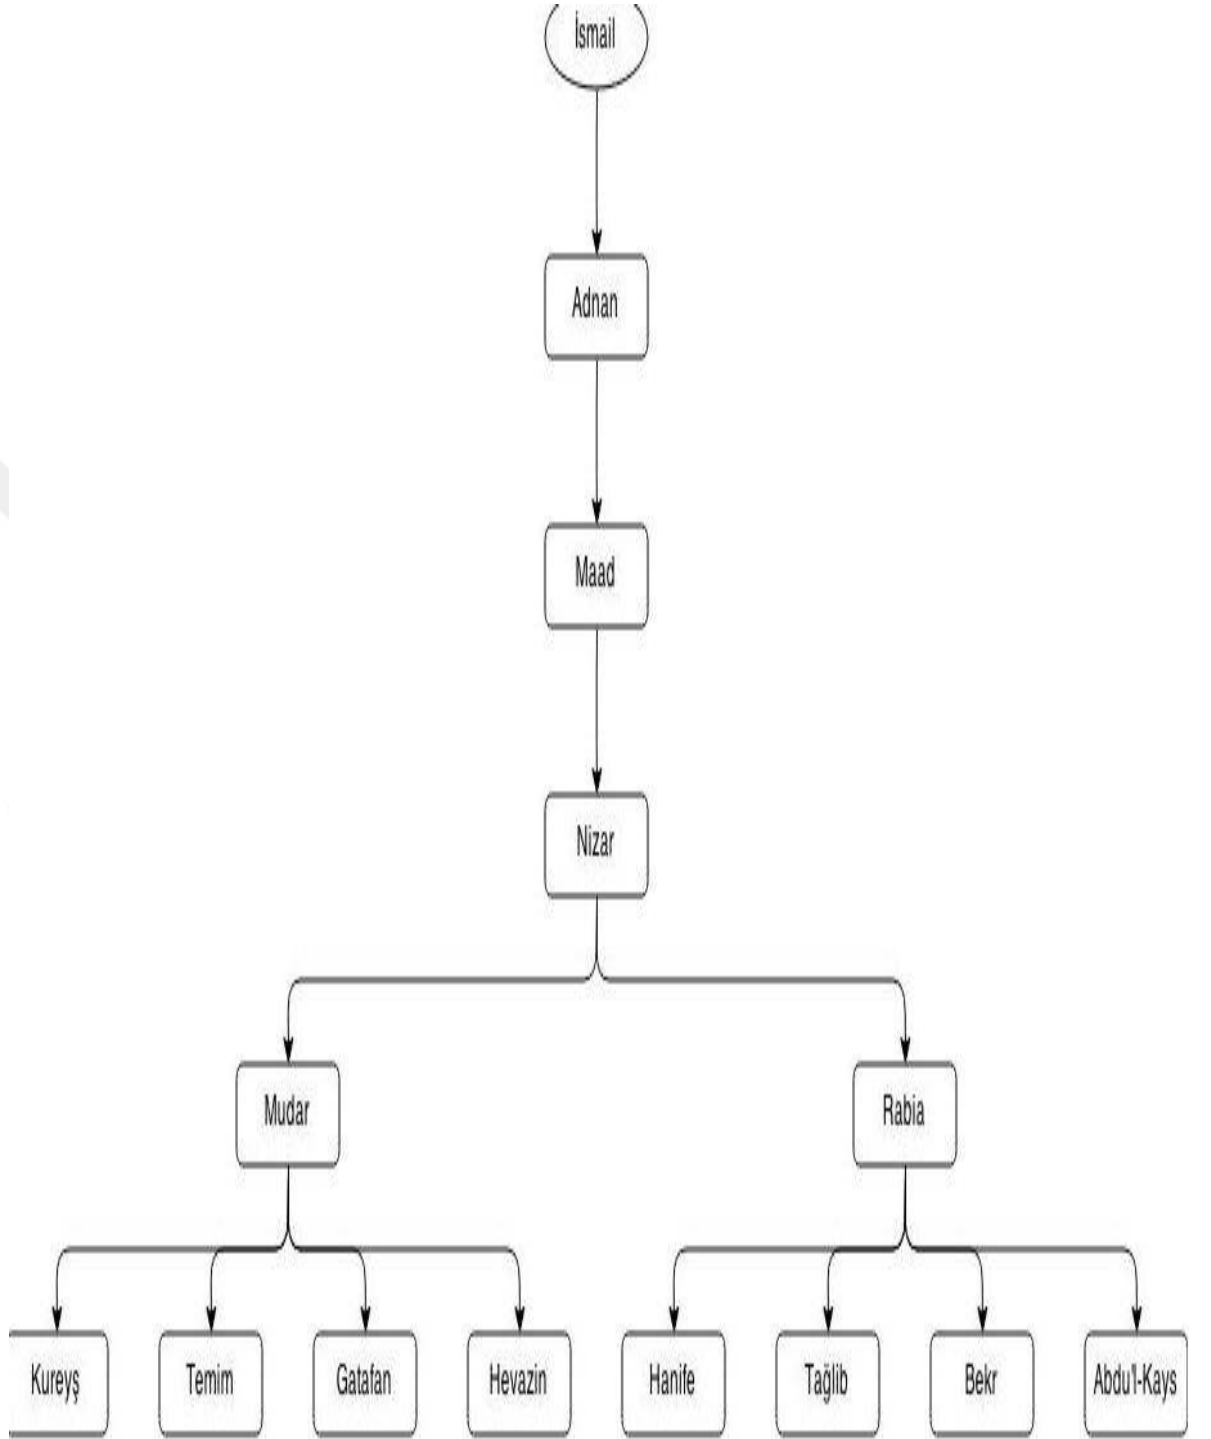 İsmail
Adnan
Maad
Nizar
Mudar
Rabia
Kureyş
Temim
Gatafan
Hevazin
Hanife
Tağlib
Bekr
Abdu'l-Kays